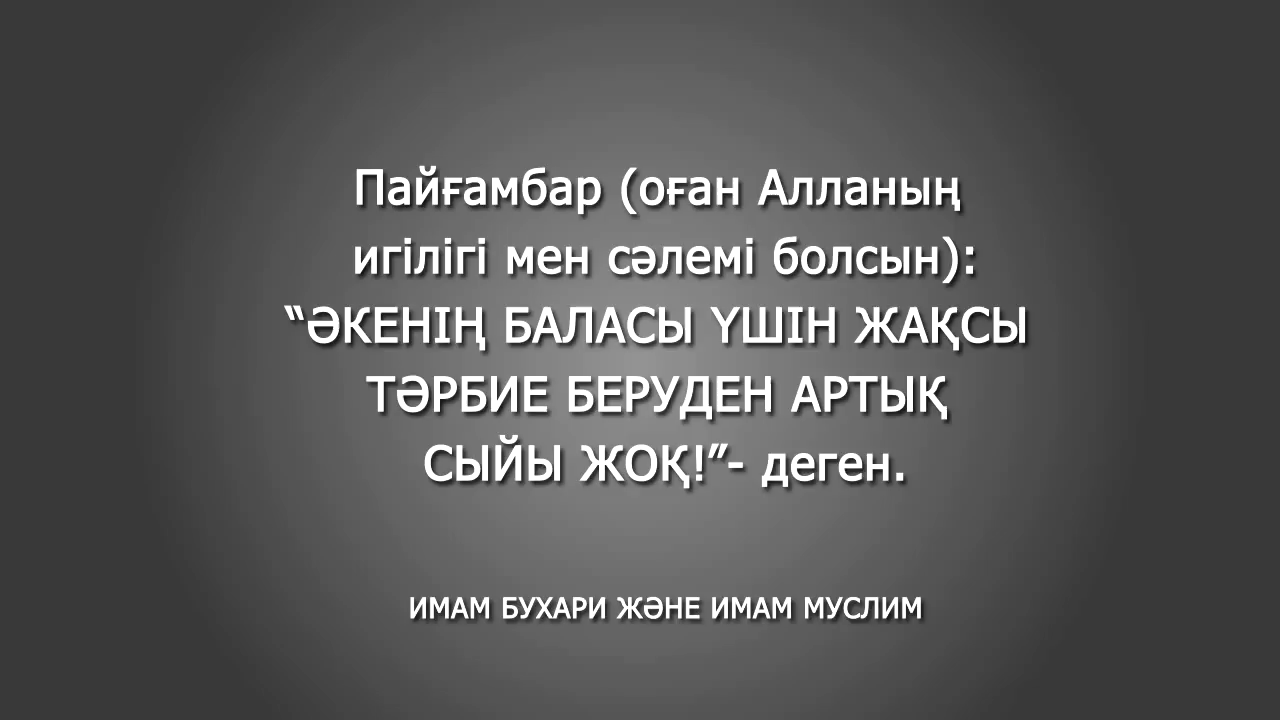 Пайғамбар (оған Алланың
игілігі мен сәлемі болсын):
“ӘКЕНІҢ БАЛАСЫ ҮШІН ЖАҚСЫ
ТӘРБИЕ БЕРУДЕН АРТЫҚ
СЫЙЫ ЖОҚ!”- деген.
ИМАМ БУХАРИ ЖӘНЕ ИМАМ МУСЛИМ